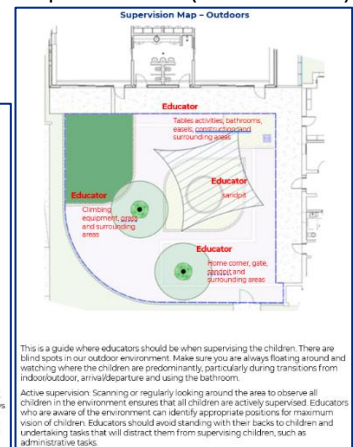 Supervision Map – Outdoors
Educator
Tables activities, bathrooms,
easels, construction and
surrounding areas
Educator
sandpit
Educator
Climbing
equipment, grass
and surrounding
areas
Educator
Home corner, gate,
sandpit and
surrounding areas
This is a guide where educators should be when supervising the children. There are
blind spots in our outdoor environment. Make sure you are always floating around and
watching where the children are predominantly, particularly during transitions from
indoor/outdoor, arrival/departure and using the bathroom.
Active supervision: Scanning or regularly looking around the area to observe all
children in the environment ensures that all children are actively supervised. Educators
who are aware of the environment can identify appropriate positions for maximum
vision of children. Educators should avoid standing with their backs to children and
undertaking tasks that will distract them from supervising children, such as
administrative tasks.